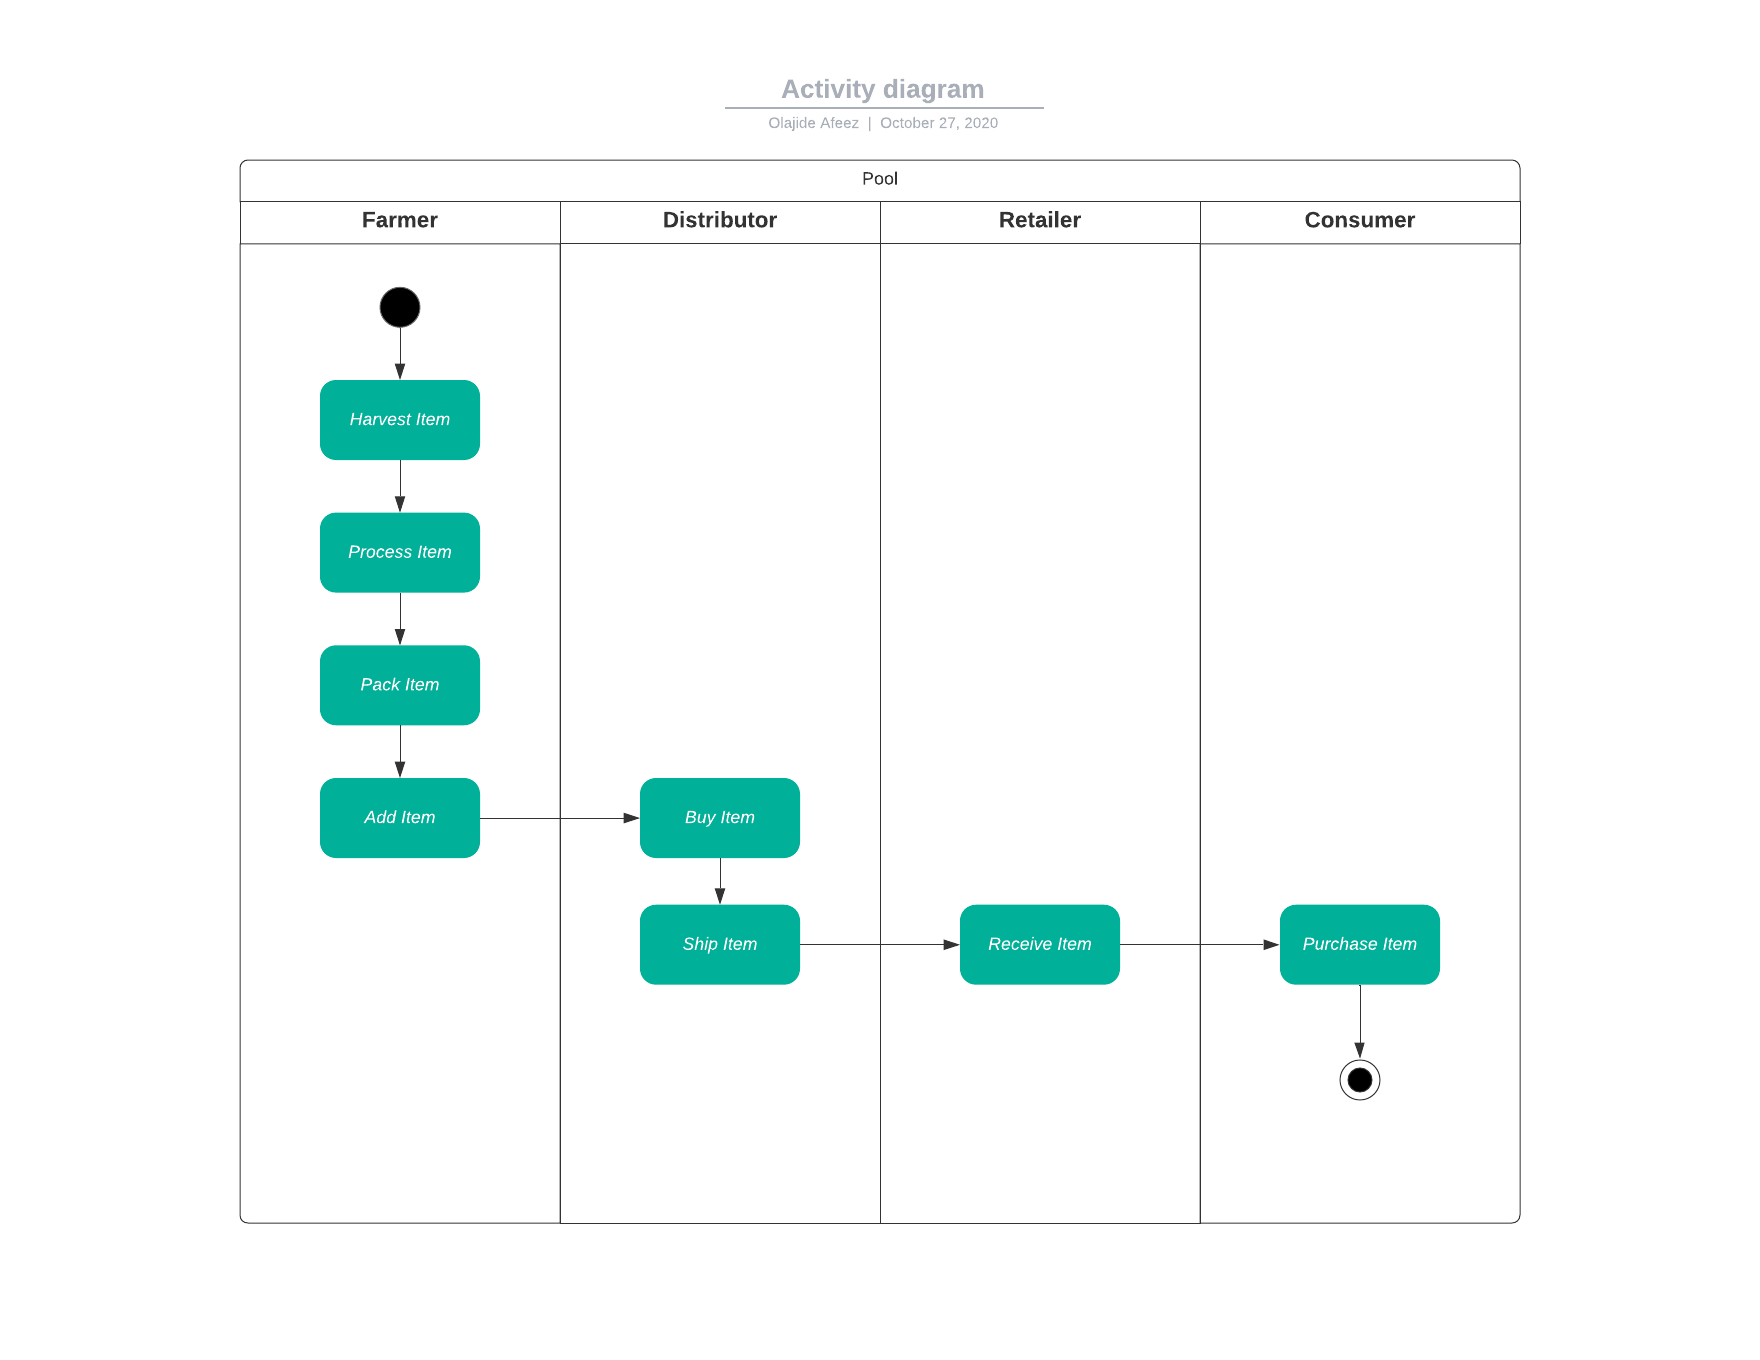 Activity diagram
Olajide Afeez | October 27, 2020
Pool
Farmer
Distributor
Retailer
Consumer
Harvest Item
Process Item
Pack Item
Add Item
Buy Item
Ship Item
Receive Item
Purchase Item